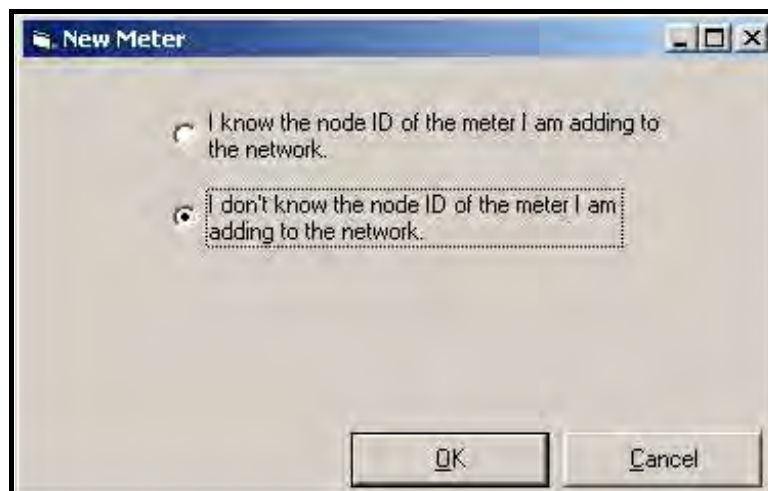 New Meter
I know the node ID of the meter I am adding to
the network.
I don't know the node ID of the meter I am
adding to the network.
OK
Cancel